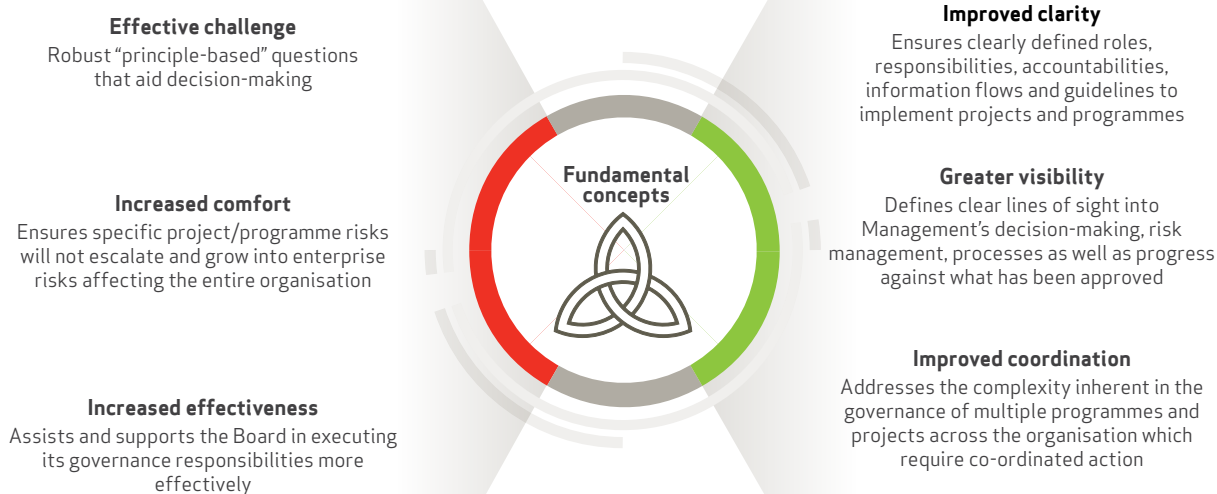 Effective challenge
Robust “principle-based” questions
that aid decision-making
Increased comfort
Ensures specific project/programme risks
will not escalate and grow into enterprise
risks affecting the entire organisation
Increased effectiveness
Assists and supports the Board in executing
its governance responsibilities more
effectively
Fundamental
concepts
Improved clarity
Ensures clearly defined roles,
responsibilities, accountabilities,
information flows and guidelines to
implement projects and programmes
Greater visibility
Defines clear lines of sight into
Management’s decision-making, risk
management, processes as well as progress
against what has been approved
Improved coordination
Addresses the complexity inherent in the
governance of multiple programmes and
projects across the organisation which
require co-ordinated action